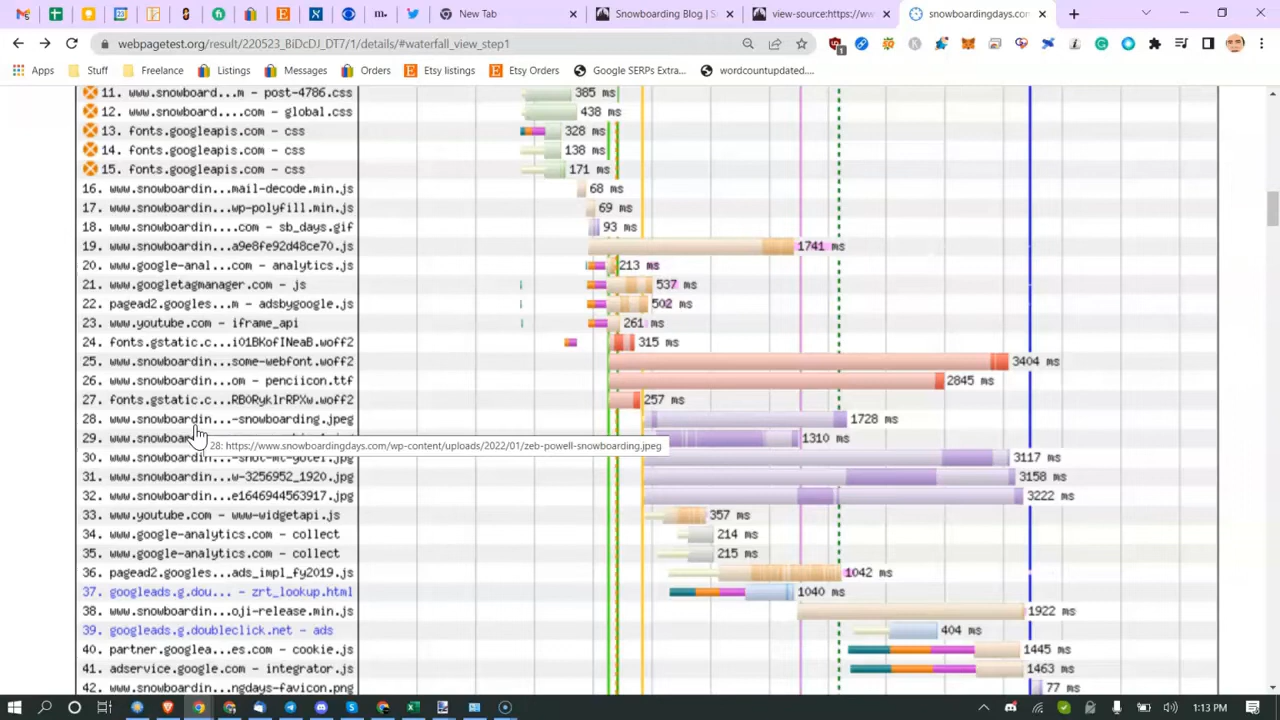 New Tab
Snowboarding Blog | S
view-source:https://www
snowboardingdays.com
webpagetest.org/result/220523_BiDcDJ_DT7/1/details/#waterfall_view_step1
Apps
Stuff
Freelance
Listings
Messages
Orders
Etsy listings
Etsy Orders
Google SERPs Extra...
wordcountupdated....
11. www.snowboard...m - post-4786.css
385 ms
12. www.snowboard....com - global.css
438 ms
13. fonts.googleapis.com - css
328 ms
14. fonts.googleapis.com - css
138 ms
15. fonts.googleapis.com - css
171 ms
16. www.snowboardin...mail-decode.min.js
68 ms
17. www.snowboardin...wp-polyfill.min.js
69 ms
18. www.snowboardin....com - sb_days.gif
93 ms
19. www.snowboardin...a9e8fe92d48ce70.js
1741 ms
20. www.google-anal...com - analytics.js
213 ms
21. www.googletagmanager.com - js
537 ms
22. pagead2.googles...m - adsbygoogle.js
502 ms
23. www.youtube.com - iframe_api
261 ms
24. fonts.gstatic.c...i01BKofINeaB.woff2
315 ms
25. www.snowboardin...some-webfont.woff2
3404 ms
26. www.snowboardin...om - penciicon.ttf
2845 ms
27. fonts.gstatic.c...RBORyklrRPXw.woff2
257 ms
28. www.snowboardin...-snowboarding.jpeg
1728 ms
29. www.snowboar
1310 ms
28: https://www.snowboardingdays.com/wp-content/uploads/2022/01/zeb-powell-snowboarding.jpeg
30. www.snowboardin...-shot-mt-yotei.jpg
3117 ms
31. www.snowboardin...w-3256952_1920.jpg
3158 ms
32. www.snowboardin...e1646944563917.jpg
3222 ms
33. www.youtube.com - www-widgetapi.js
357 ms
34. www.google-analytics.com - collect
214 ms
35. www.google-analytics.com - collect
215 ms
36. pagead2.googles...ads_impl_fy2019.js
1042 ms
37. googleads.g.dou... - zrt_lookup.html
1040 ms
38. www.snowboardin...oji-release.min.js
1922 ms
39. googleads.g.doubleclick.net - ads
404 ms
40. partner.googlea...es.com - cookie.js
1445 ms
41. adservice.google.com - integrator.js
1463 ms
42. www.snowboardin...ngdays-favicon.png
77 ms
1:13 PM